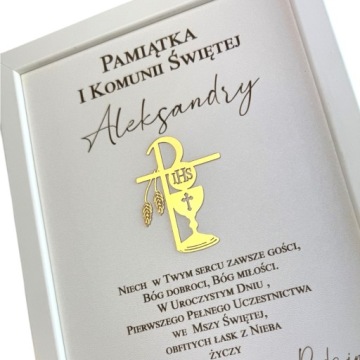 PAMIĄTKA
I KOMUNII ŚWIĘTEJ
Aleksandry
IHS
NIECH W TWYM SERCU ZAWSZE GOŚCI,
BÓG DOBROCI, BÓG MIŁOŚCI.
W UROCZYSTYM DNIU ,
PIERWSZEGO PEŁNEGO UCZESTNICTWA
WE MSZY ŚWIĘTEJ,
OBFITYCH ŁASK Z NIEBA
ŻYCZY